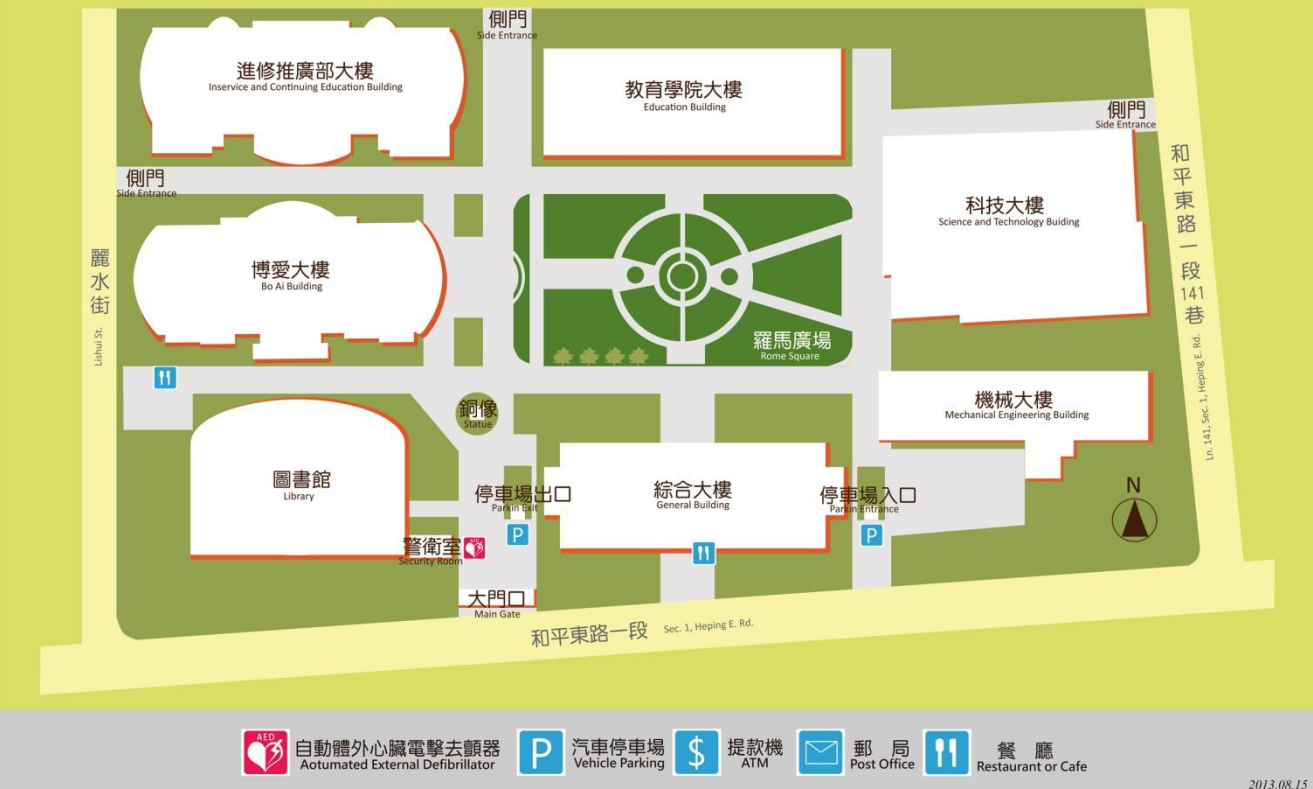 側門
Side Entrance
進修推廣部大樓
Inservice and Continuing Education Building
教育學院大樓
Education Building
側門
Side Entrance
側門
Side Entrance
科技大樓
Science and Technology Buiding
和平東路一段141巷
Ln. 141, Sec. 1, Heping E. Rd.
麗水街
Lishui St.
博愛大樓
Bo Ai Building
羅馬廣場
Rome Square
銅像
Statue
機械大樓
Mechanical Engineering Building
圖書館
Library
停車場出口
Parkin Exit
P
綜合大樓
General Building
停車場入口
Parkin Entrance
P
N
警衛室
Security Room
AED
大門口
Main Gate
和平東路一段 Sec. 1, Heping E. Rd.
AED
自動體外心臟電擊去顫器
Aotumated External Defibrillator
P
汽車停車場
Vehicle Parking
$
提款機
ATM
郵 局
Post Office
餐 廳
Restaurant or Cafe
2013.08.15